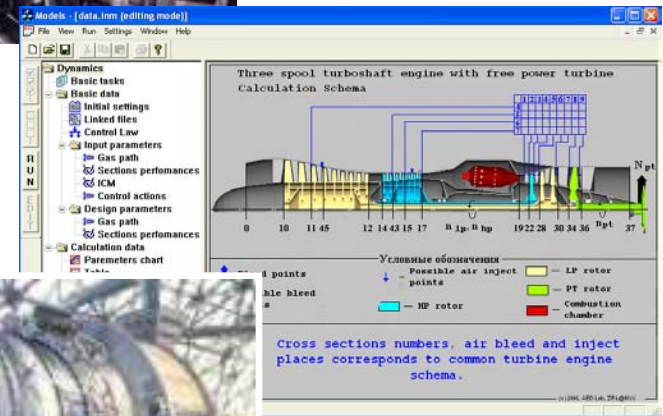 Models - [data.inm (editing mode)]
File View Run Settings Window Help
Dynamics
Basic tasks
Basic data
Initial settings
Linked files
Control Law
Input parameters
Gas path
Sections perfomances
ICM
Control actions
Design parameters
Gas path
Sections perfomances
Calculation data
Paremeters chart
RUN
EDIT
Three spool turboshaft engine with free power turbine
Calculation Schema
1 2 3 4 5 6 7 8 9
N pt
0 10 11 45 12 14 43 15 17 n lp, n hp 19 22 28 30 34 36 n pt 37
Условные обозначения
points
Possible air inject
points
bleed
HP rotor
LP rotor
PT rotor
Combustion
chamber
Cross sections numbers, air bleed and inject
places corresponds to common turbine engine
schema.